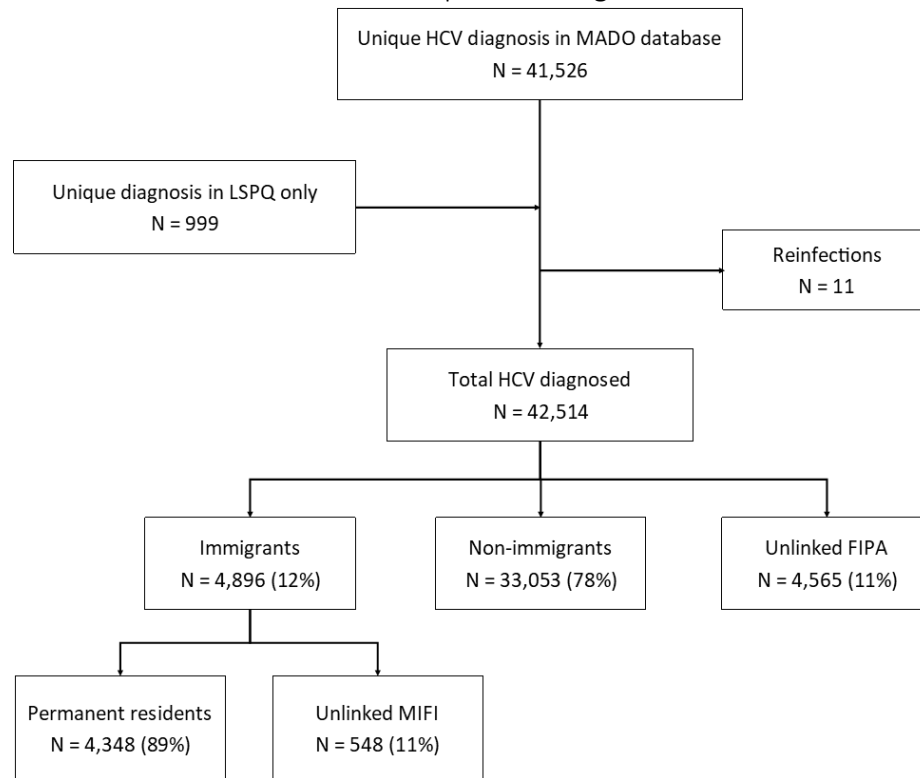 Unique HCV diagnosis in MADO database
N = 41,526
Unique diagnosis in LSPQ only
N = 999
Reinfections
N = 11
Total HCV diagnosed
N = 42,514
Immigrants
N = 4,896 (12%)
Non-immigrants
N = 33,053 (78%)
Unlinked FIPA
N = 4,565 (11%)
Permanent residents
N = 4,348 (89%)
Unlinked MIFI
N = 548 (11%)